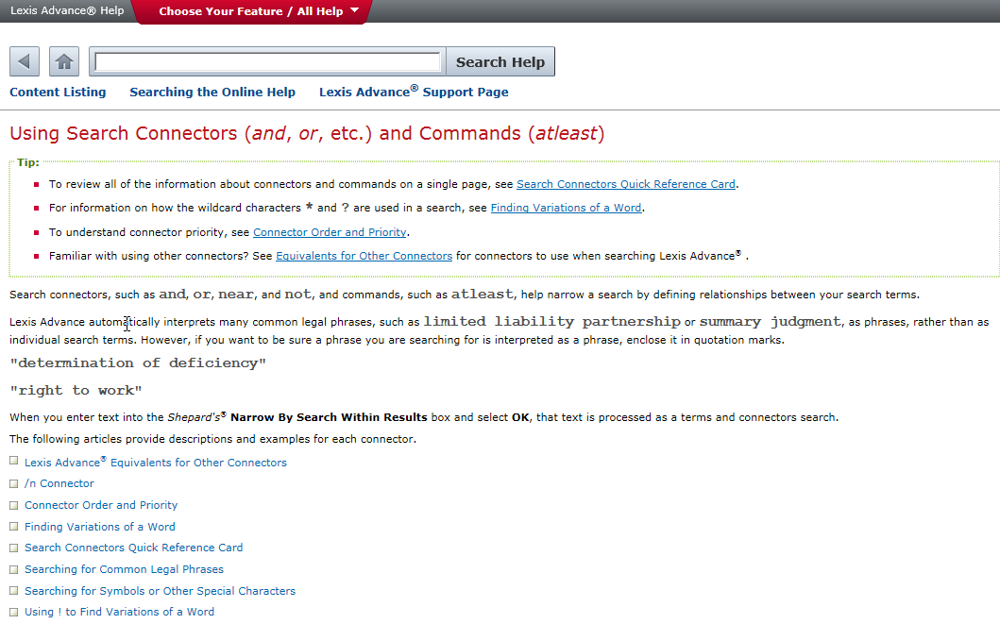 Lexis Advance® Help
Choose Your Feature / All Help
Search Help
Content Listing
Searching the Online Help
Lexis Advance® Support Page
Using Search Connectors (and, or, etc.) and Commands (atleast)
Tip:
To review all of the information about connectors and commands on a single page, see Search Connectors Quick Reference Card.
For information on how the wildcard characters * and ? are used in a search, see Finding Variations of a Word.
To understand connector priority, see Connector Order and Priority.
Familiar with using other connectors? See Equivalents for Other Connectors for connectors to use when searching Lexis Advance® .
Search connectors, such as and, or, near, and not, and commands, such as atleast, help narrow a search by defining relationships between your search terms.
Lexis Advance automatically interprets many common legal phrases, such as limited liability partnership or summary judgment, as phrases, rather than as
individual search terms. However, if you want to be sure a phrase you are searching for is interpreted as a phrase, enclose it in quotation marks.
"determination of deficiency"
"right to work"
When you enter text into the Shepard's® Narrow By Search Within Results box and select OK, that text is processed as a terms and connectors search.
The following articles provide descriptions and examples for each connector.
Lexis Advance® Equivalents for Other Connectors
/n Connector
Connector Order and Priority
Finding Variations of a Word
Search Connectors Quick Reference Card
Searching for Common Legal Phrases
Searching for Symbols or Other Special Characters
Using ! to Find Variations of a Word